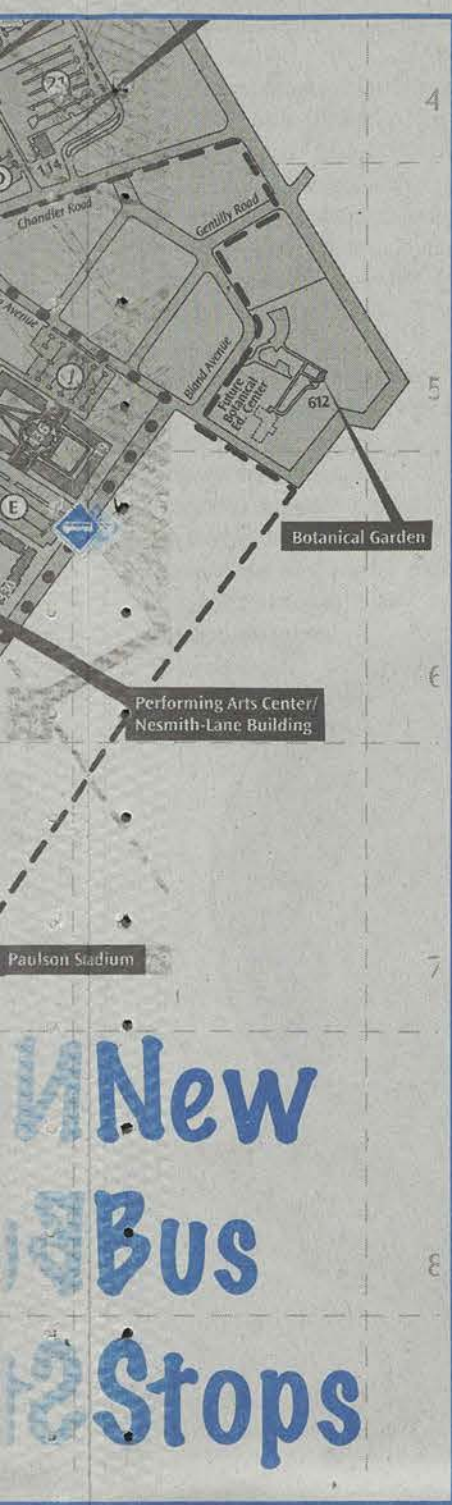 4
21
114
Chandler Road
Gentilly Road
Avenue
J
Bland Avenue
Future
Botanical
Ed. Center
612
5
E
Botanical Garden
6
Performing Arts Center/
Nesmith-Lane Building
Paulson Stadium
7
New
Bus
8
Stops